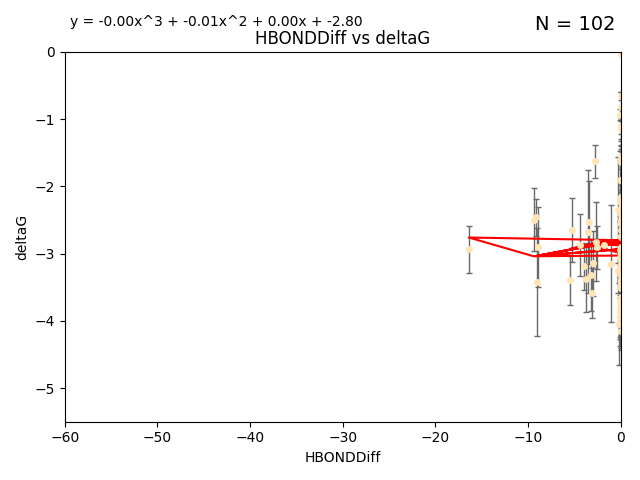 y = -0.00x^3 + -0.01x^2 + 0.00x + -2.80
N = 102
HBONDDiff vs deltaG
0
−1
−2
−3
−4
−5
deltaG
−60
−50
−40
−30
−20
−10
0
HBONDDiff